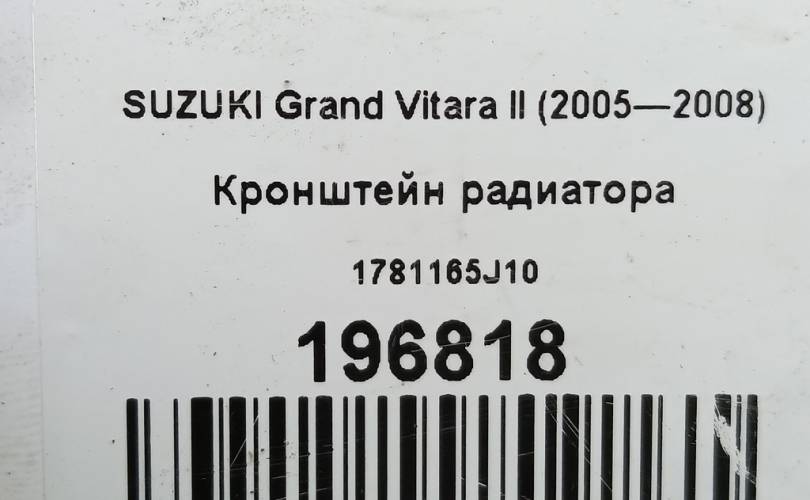 SUZUKI Grand Vitara II (2005—2008)
Кронштейн радиатора
1781165J10
196818